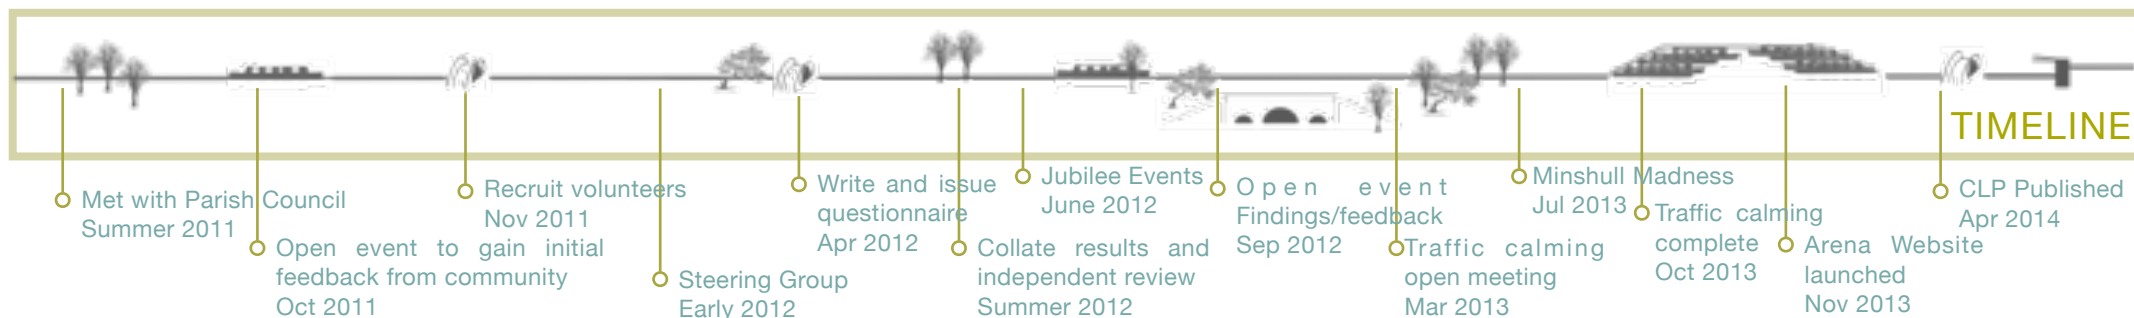 TIMELINE
Met with Parish Council
Summer 2011
Open event to gain initial
feedback from community
Oct 2011
Recruit volunteers
Nov 2011
Steering Group
Early 2012
Write and issue
questionnaire
Apr 2012
Collate results and
independent review
Summer 2012
Jubilee Events
June 2012
Open event
Findings/feedback
Sep 2012
Traffic calming
open meeting
Mar 2013
Minshull Madness
Jul 2013
Traffic calming
complete
Oct 2013
Arena Website
launched
Nov 2013
CLP Published
Apr 2014